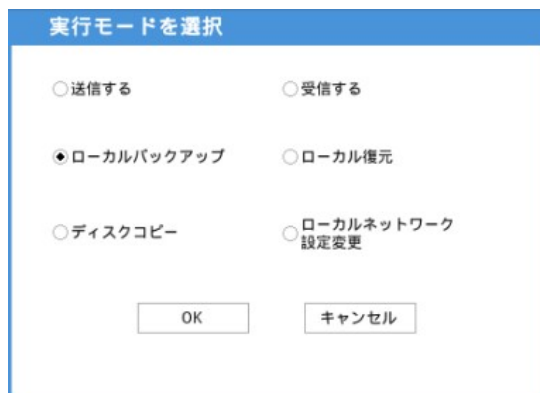 実行モードを選択
送信する
受信する
ローカルバックアップ
ローカル復元
ディスクコピー
ローカルネットワーク
設定変更
OK
キャンセル